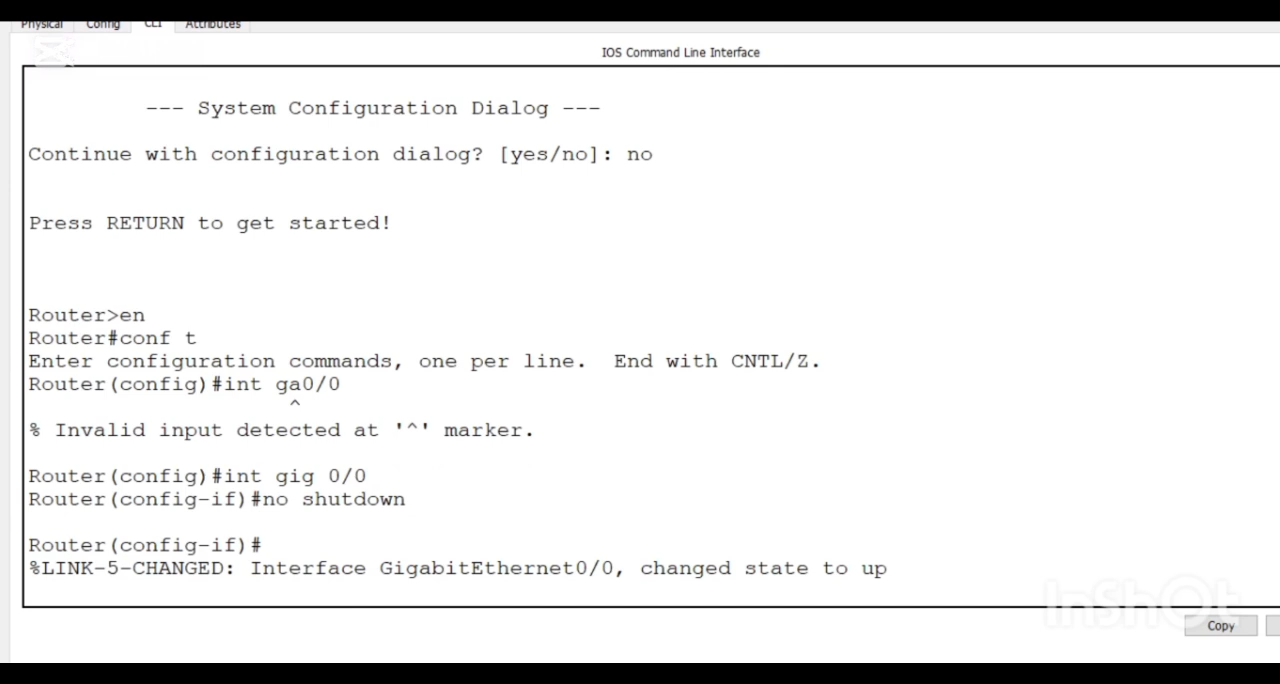 Physical Config CLI Attributes
IOS Command Line Interface
--- System Configuration Dialog ---
Continue with configuration dialog? [yes/no]: no
Press RETURN to get started!
Router>en
Router#conf t
Enter configuration commands, one per line.  End with CNTL/Z.
Router(config)#int ga0/0
^
% Invalid input detected at '^' marker.
Router(config)#int gig 0/0
Router(config-if)#no shutdown
Router(config-if)#
%LINK-5-CHANGED: Interface GigabitEthernet0/0, changed state to up
InShOt
Copy